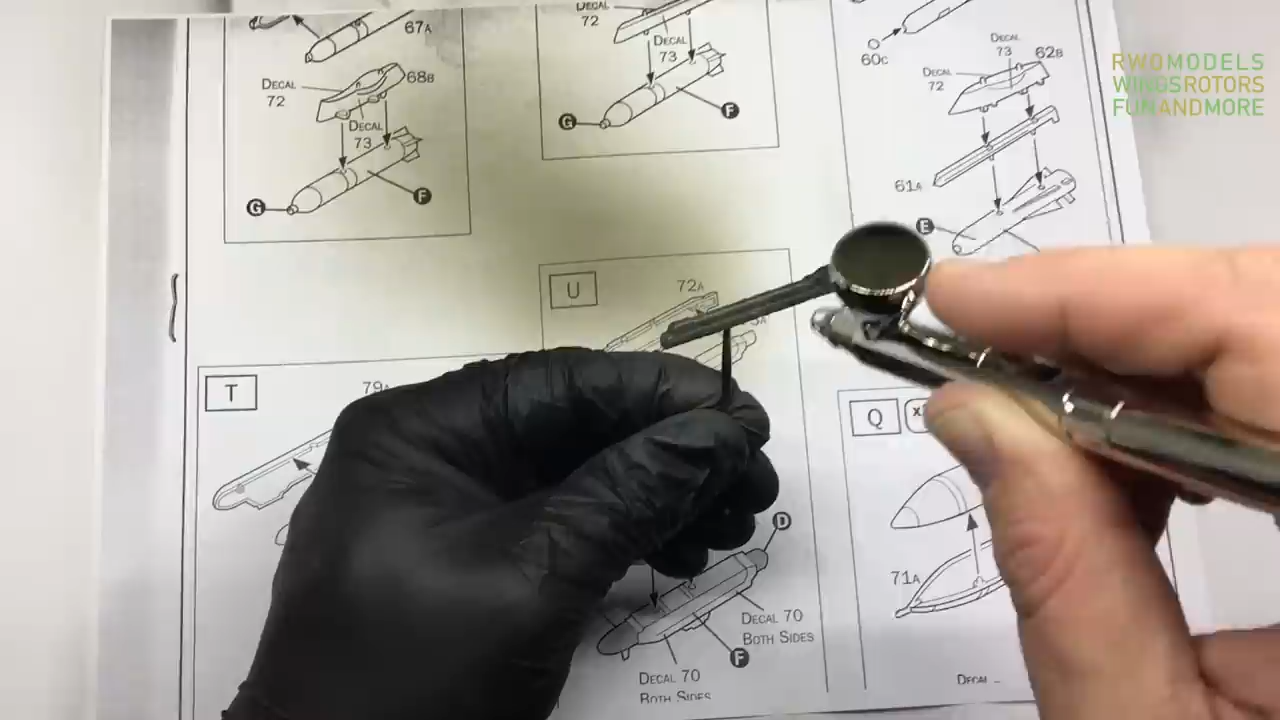 67A
DECAL
72
68B
DECAL
73
G
F
DECAL
72
DECAL
73
G
F
60C
DECAL
73
62B
DECAL
72
61A
E
RWOMODELS
WINGSROTORS
FUNANDMORE
U
72A
T
Q
71A
D
DECAL 70
BOTH SIDES
F
DECAL 70
BOTH SIDES
DECAL